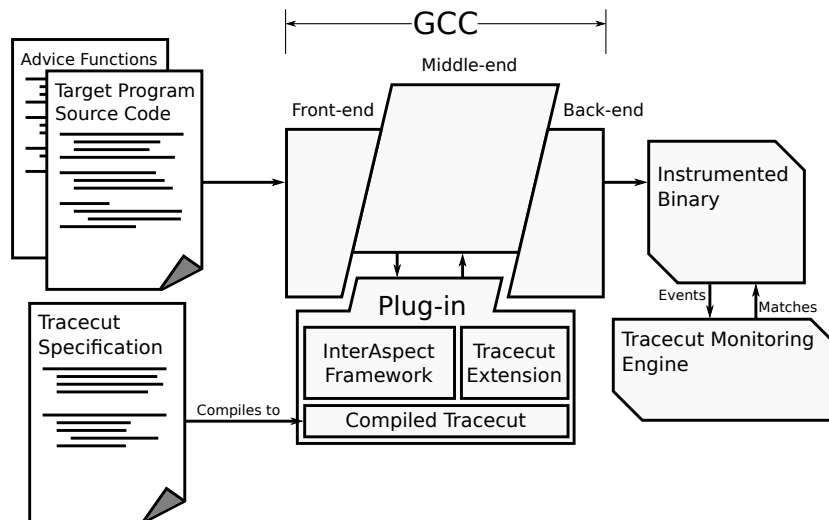 GCC
Middle-end
Advice Functions
Target Program
Source Code
Front-end
Back-end
Instrumented
Binary
Events
Matches
Plug-in
Tracecut
Specification
InterAspect
Framework
Tracecut
Extension
Tracecut Monitoring
Engine
Compiles to
Compiled Tracecut